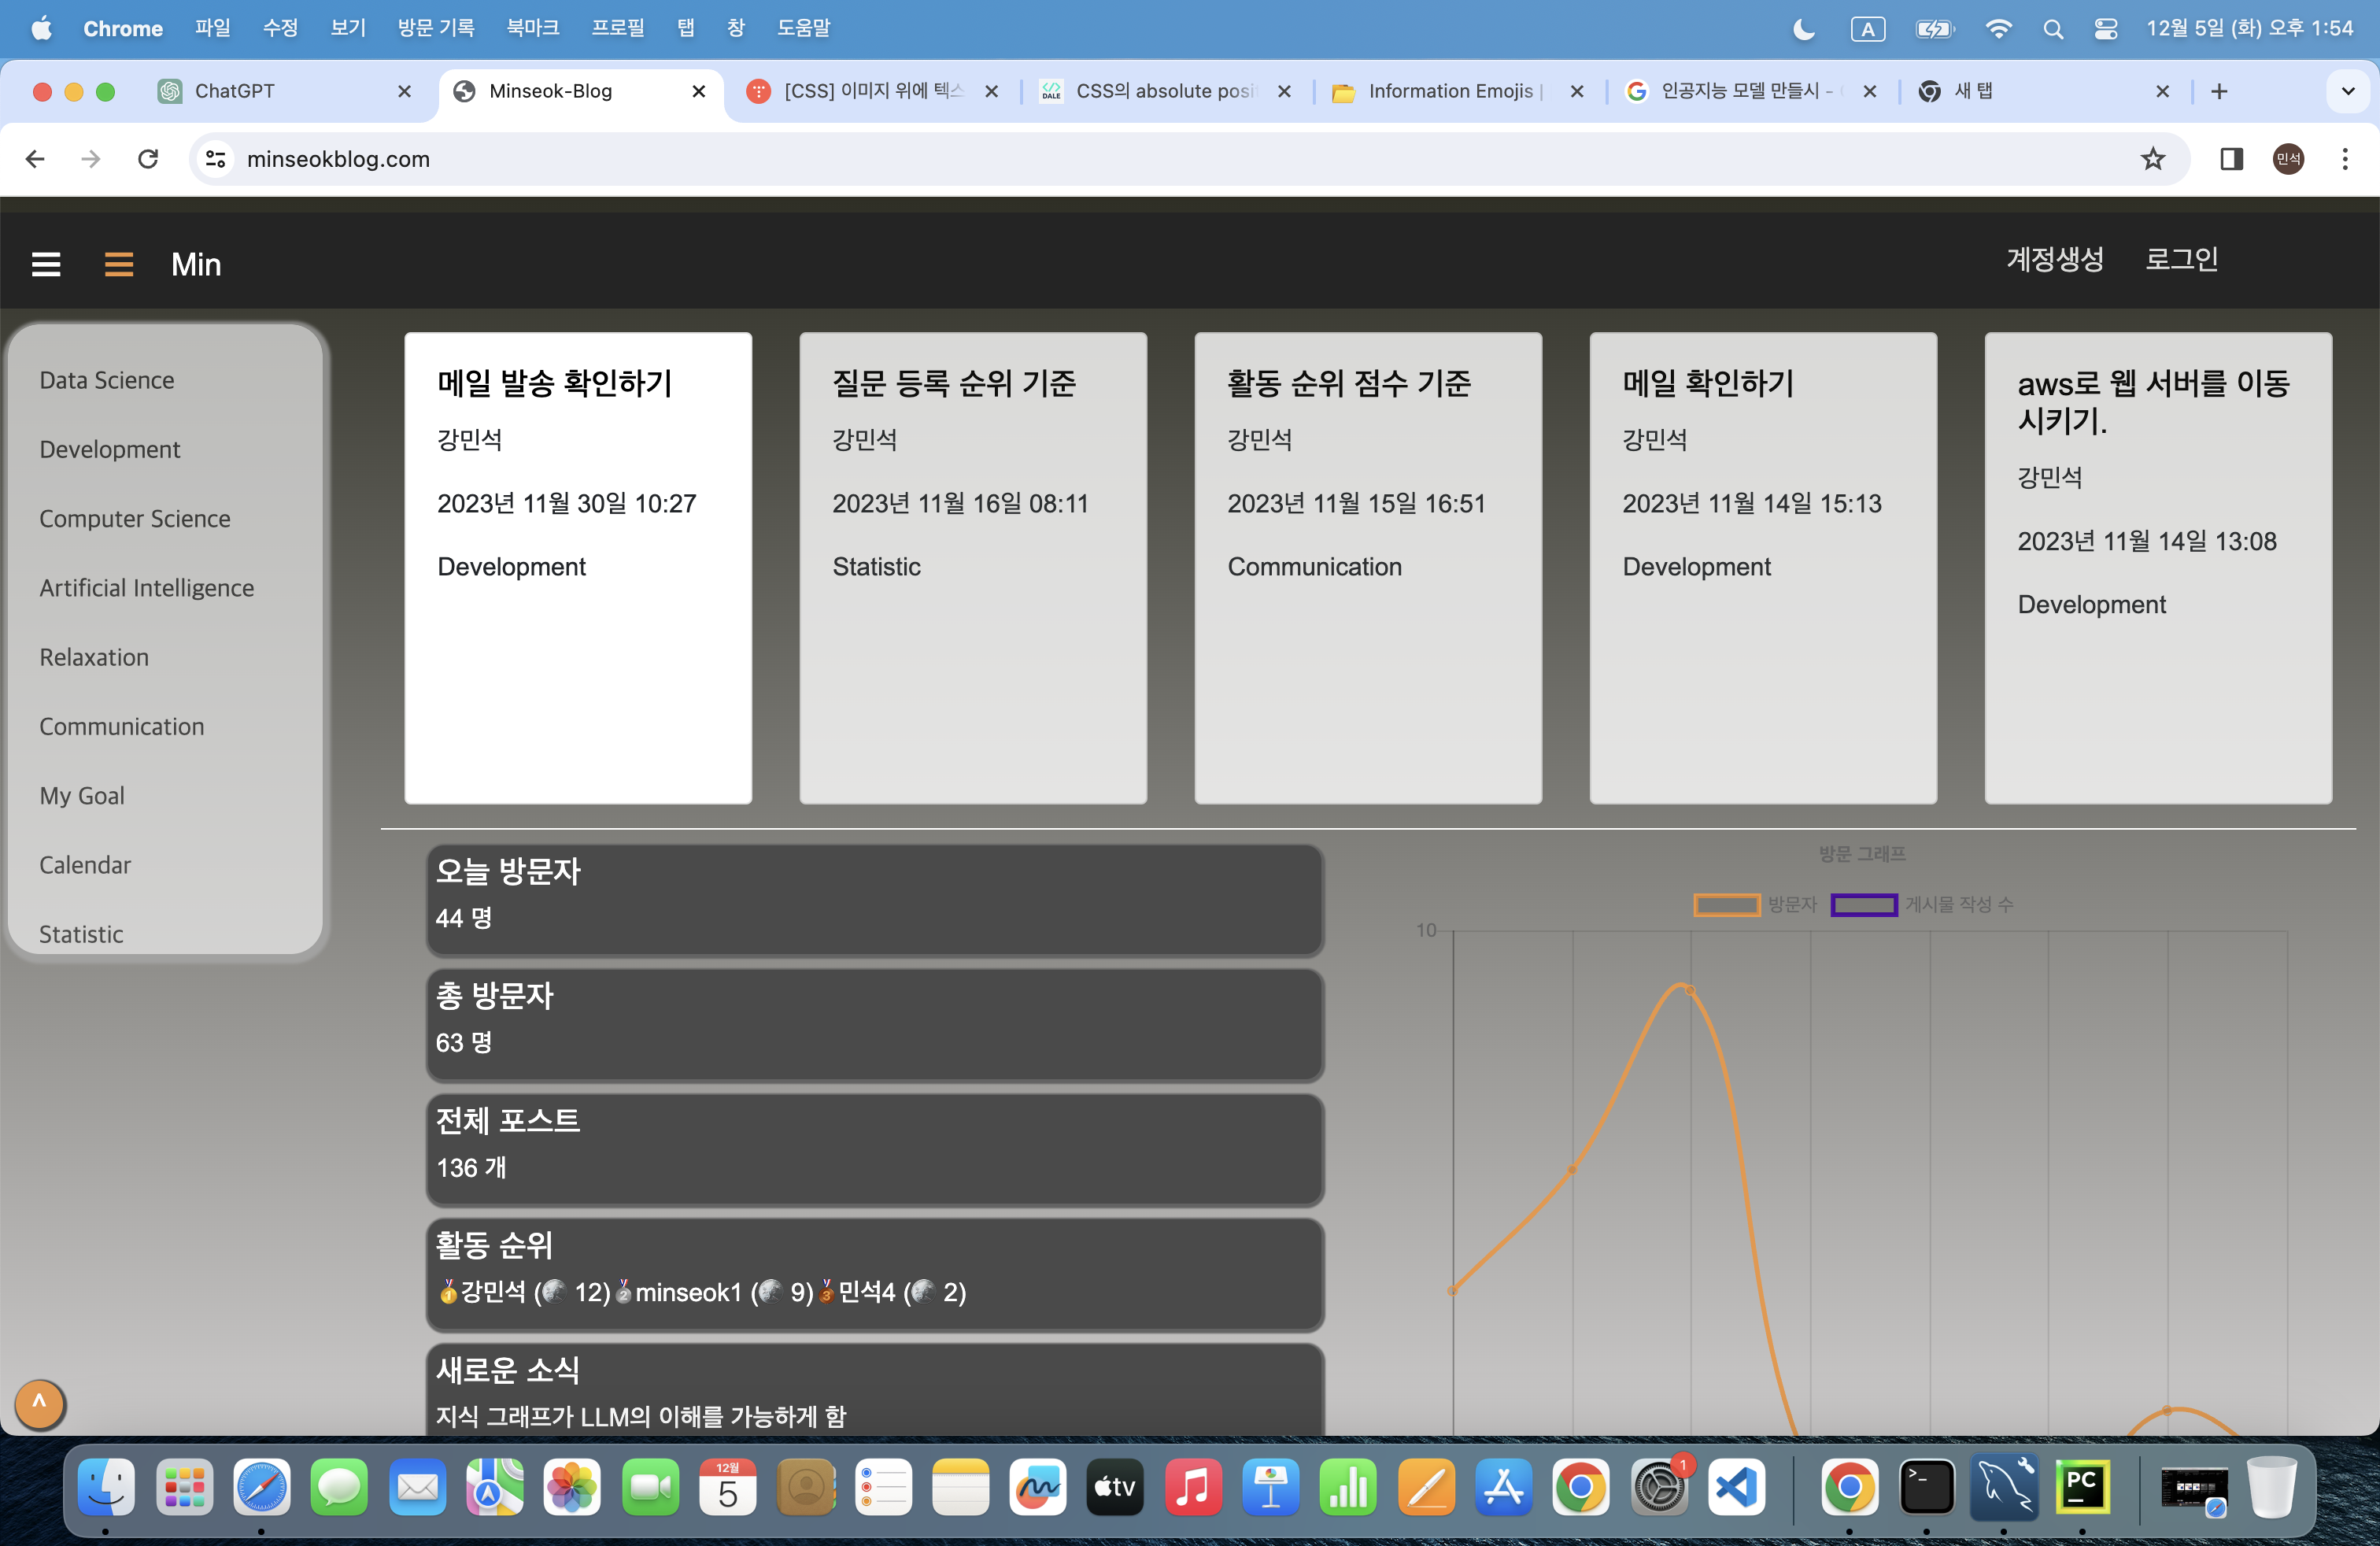 Chrome 파일 수정 보기 방문 기록 북마크 프로필 탭 창 도움말 A 12월 5일 (화) 오후 1:54
ChatGPT Minseok-Blog [CSS] 이미지 위에 텍스 DALE CSS의 absolute posi Information Emojis | 인공지능 모델 만들시 - 새 탭
minseokblog.com 민석
Min 계정생성 로그인
Data Science
Development
Computer Science
Artificial Intelligence
Relaxation
Communication
My Goal
Calendar
Statistic
메일 발송 확인하기
강민석
2023년 11월 30일 10:27
Development
질문 등록 순위 기준
강민석
2023년 11월 16일 08:11
Statistic
활동 순위 점수 기준
강민석
2023년 11월 15일 16:51
Communication
메일 확인하기
강민석
2023년 11월 14일 15:13
Development
aws로 웹 서버를 이동
시키기.
강민석
2023년 11월 14일 13:08
Development
오늘 방문자
44 명
총 방문자
63 명
전체 포스트
136 개
활동 순위
🥇강민석 (🌏 12)🥈minseok1 (🌏 9)🥉민석4 (🌏 2)
새로운 소식
지식 그래프가 LLM의 이해를 가능하게 함
방문 그래프
방문자 게시물 작성 수
10
^
12월
5
tv
1
>_
PC